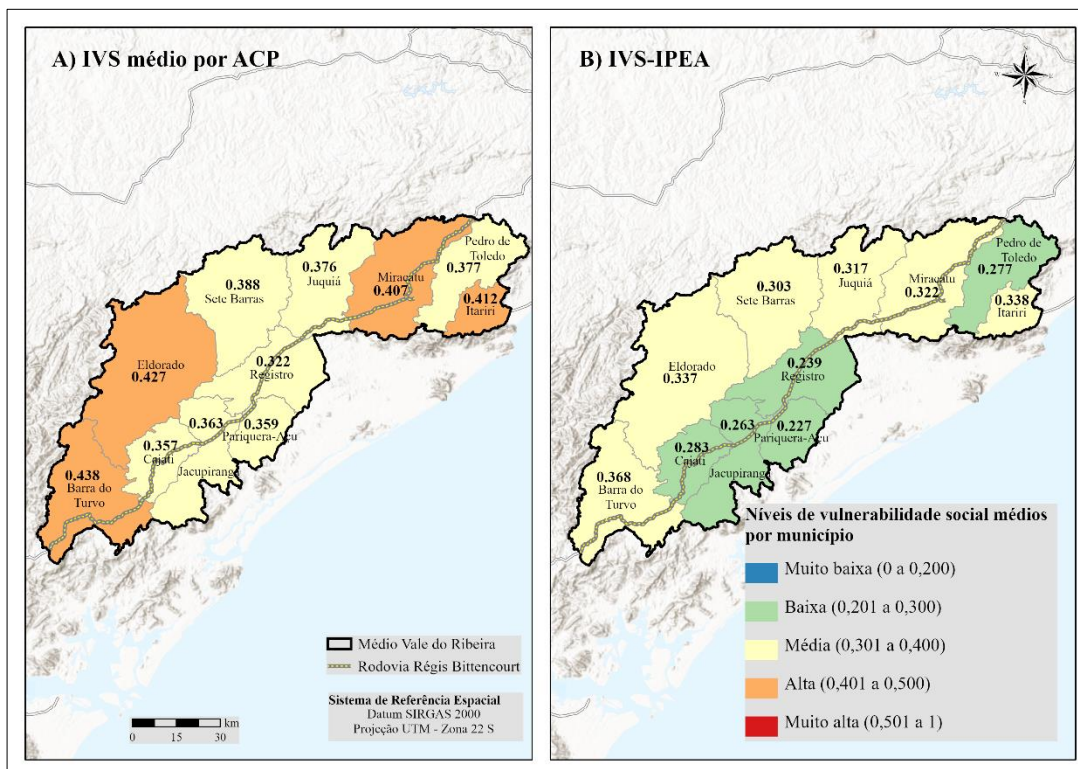 A) IVS médio por ACP
Pedro de
Toledo
0.377
0.376
Juquiá
Miracatu
0.407
0.412
Itariri
0.388
Sete Barras
Eldorado
0.427
0.322
Registro
0.363
0.359
Pariquera-Açu
0.357
Cajati
Jacupiranga
0.438
Barra do
Turvo
Médio Vale do Ribeira
Rodovia Régis Bittencourt
Sistema de Referência Espacial
Datum SIRGAS 2000
Projeção UTM - Zona 22 S
km
0 15 30
B) IVS-IPEA
N
W E
S
Pedro de
Toledo
0.277
0.317
Juquiá
Miracatu
0.322
0.338
Itariri
0.303
Sete Barras
Eldorado
0.337
0.239
Registro
0.263
0.227
Pariquera-Açu
0.283
Cajati
Jacupiranga
0.368
Barra do
Turvo
Níveis de vulnerabilidade social médios
por município
Muito baixa (0 a 0,200)
Baixa (0,201 a 0,300)
Média (0,301 a 0,400)
Alta (0,401 a 0,500)
Muito alta (0,501 a 1)